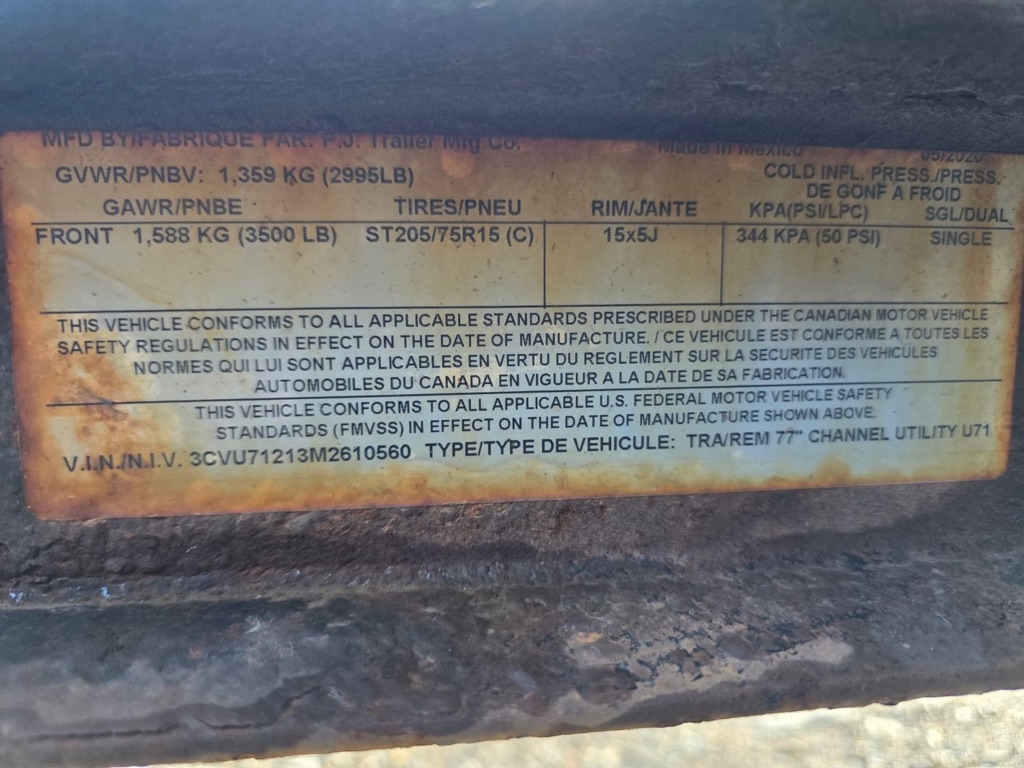 MFD BY/FABRIQUE PAR: P.J. Trailer Mfg Co. Made in Mexico 05/2020
GVWR/PNBV: 1,359 KG (2995LB) COLD INFL. PRESS./PRESS.
DE GONF A FROID
GAWR/PNBE TIRES/PNEU RIM/JANTE KPA(PSI/LPC) SGL/DUAL
FRONT 1,588 KG (3500 LB) ST205/75R15 (C) 15x5J 344 KPA (50 PSI) SINGLE
THIS VEHICLE CONFORMS TO ALL APPLICABLE STANDARDS PRESCRIBED UNDER THE CANADIAN MOTOR VEHICLE
SAFETY REGULATIONS IN EFFECT ON THE DATE OF MANUFACTURE. / CE VEHICULE EST CONFORME A TOUTES LES
NORMES QUI LUI SONT APPLICABLES EN VERTU DU REGLEMENT SUR LA SECURITE DES VEHICULES
AUTOMOBILES DU CANADA EN VIGUEUR A LA DATE DE SA FABRICATION.
THIS VEHICLE CONFORMS TO ALL APPLICABLE U.S. FEDERAL MOTOR VEHICLE SAFETY
STANDARDS (FMVSS) IN EFFECT ON THE DATE OF MANUFACTURE SHOWN ABOVE.
V.I.N./N.I.V. 3CVU71213M2610560 TYPE/TYPE DE VEHICULE: TRA/REM 77" CHANNEL UTILITY U71